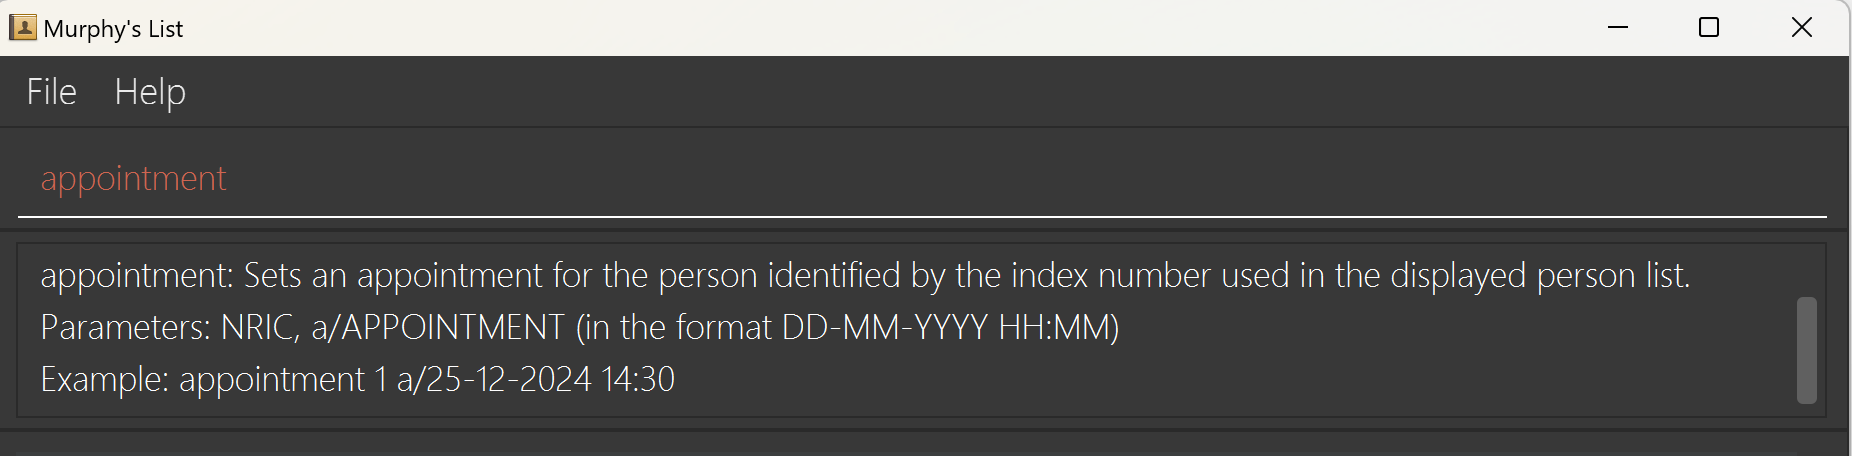 Murphy's List
File Help
appointment
appointment: Sets an appointment for the person identified by the index number used in the displayed person list.
Parameters: NRIC, a/APPOINTMENT (in the format DD-MM-YYYY HH:MM)
Example: appointment 1 a/25-12-2024 14:30